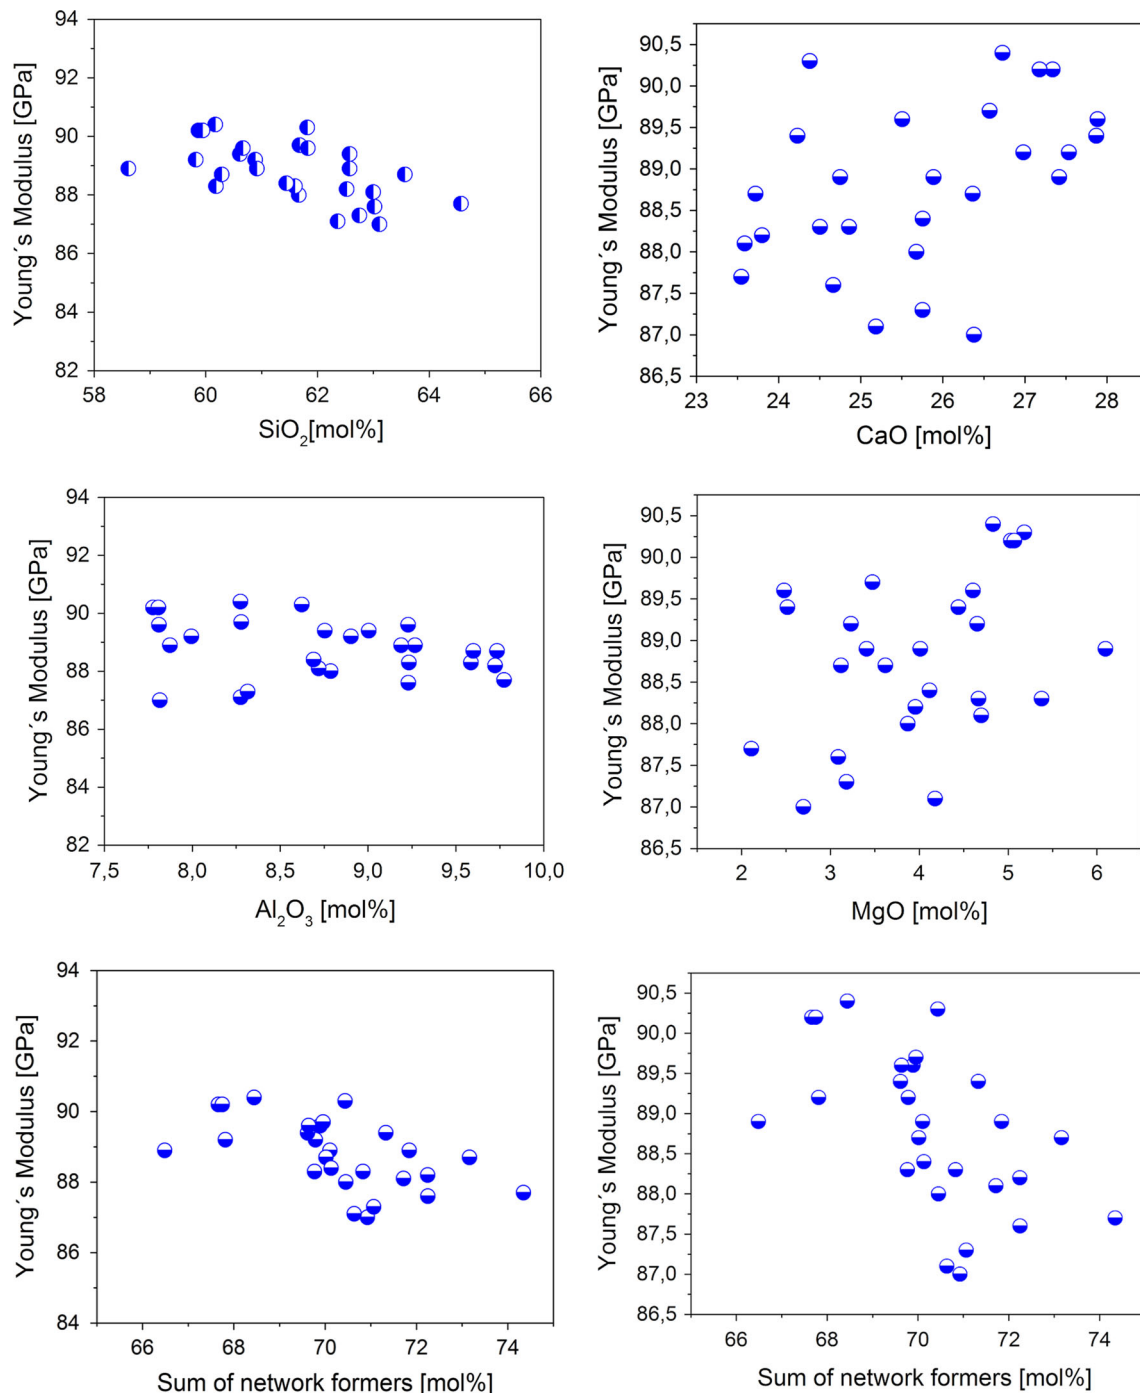 94
92
90
88
86
84
82
Young´s Modulus [GPa]
58 60 62 64 66
SiO₂[mol%]
90,5
90,0
89,5
89,0
88,5
88,0
87,5
87,0
86,5
Young´s Modulus [GPa]
23 24 25 26 27 28
CaO [mol%]
94
92
90
88
86
84
82
Young´s Modulus [GPa]
7,5 8,0 8,5 9,0 9,5 10,0
Al₂O₃ [mol%]
90,5
90,0
89,5
89,0
88,5
88,0
87,5
87,0
86,5
Young´s Modulus [GPa]
2 3 4 5 6
MgO [mol%]
94
92
90
88
86
84
Young´s Modulus [GPa]
66 68 70 72 74
Sum of network formers [mol%]
90,5
90,0
89,5
89,0
88,5
88,0
87,5
87,0
86,5
Young´s Modulus [GPa]
66 68 70 72 74
Sum of network formers [mol%]